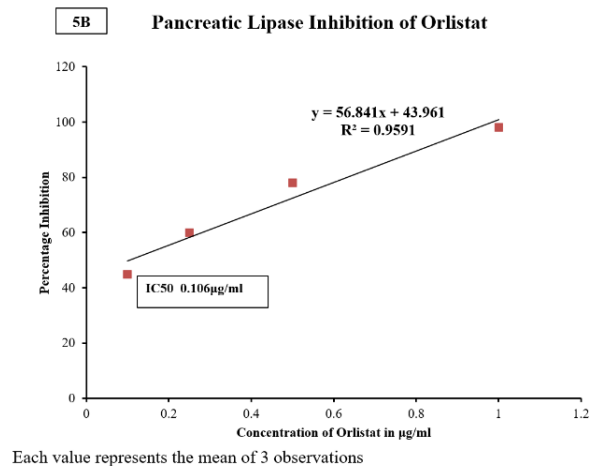 5B
Pancreatic Lipase Inhibition of Orlistat
120
100
80
60
40
20
0
Percentage Inhibition
y = 56.841x + 43.961
R² = 0.9591
IC50 0.106µg/ml
0 0.2 0.4 0.6 0.8 1 1.2
Concentration of Orlistat in µg/ml
Each value represents the mean of 3 observations